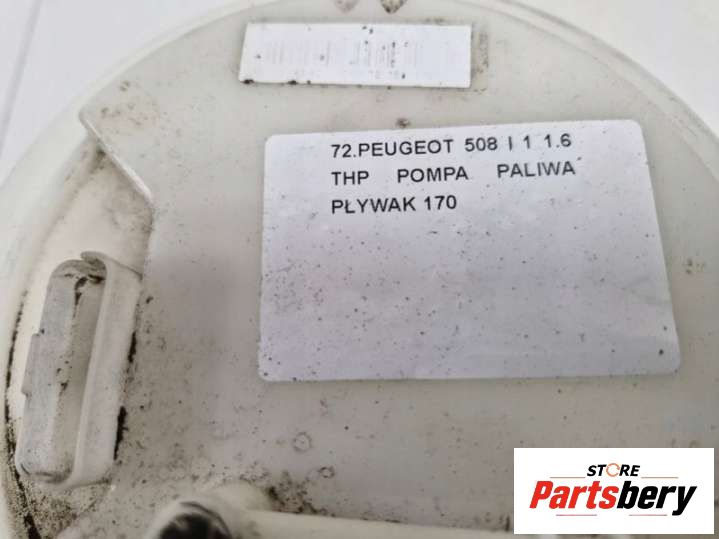 72.PEUGEOT 508 I 1 1.6
THP POMPA PALIWA
PŁYWAK 170
STORE
Partsbery